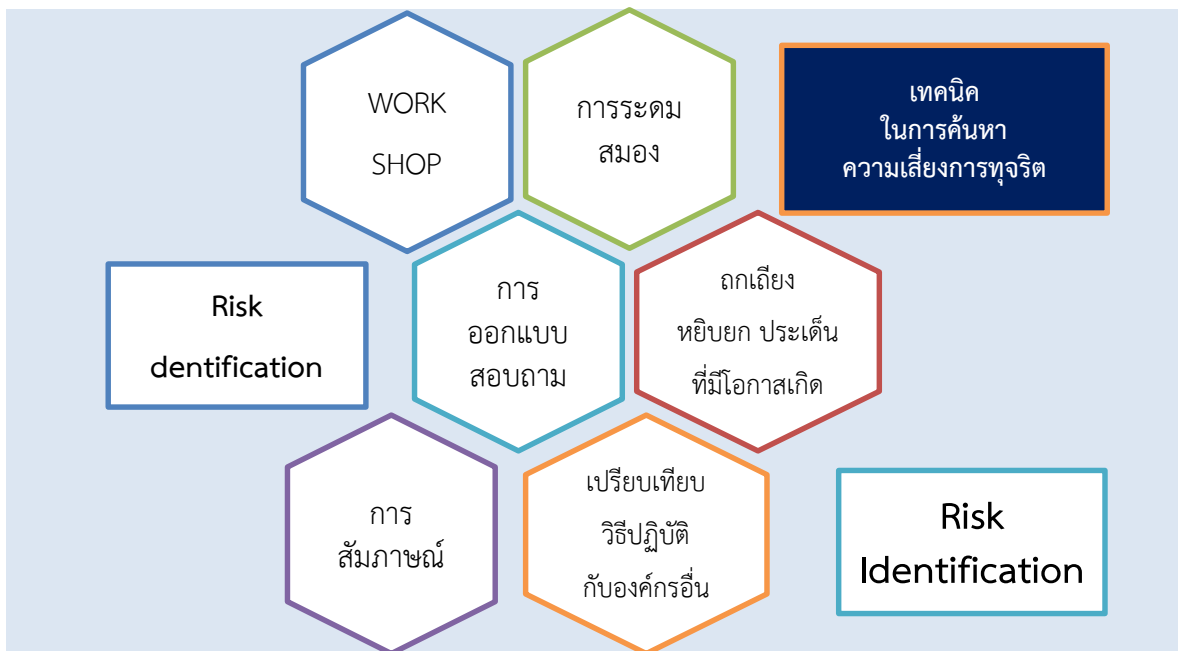 WORK
SHOP
การระดม
สมอง
เทคนิค
ในการค้นหา
ความเสี่ยงการทุจริต
Risk
dentification
การ
ออกแบบ
สอบถาม
ถกเถียง
หยิบยก ประเด็น
ที่มีโอกาสเกิด
การ
สัมภาษณ์
เปรียบเทียบ
วิธีปฏิบัติ
กับองค์กรอื่น
Risk
Identification